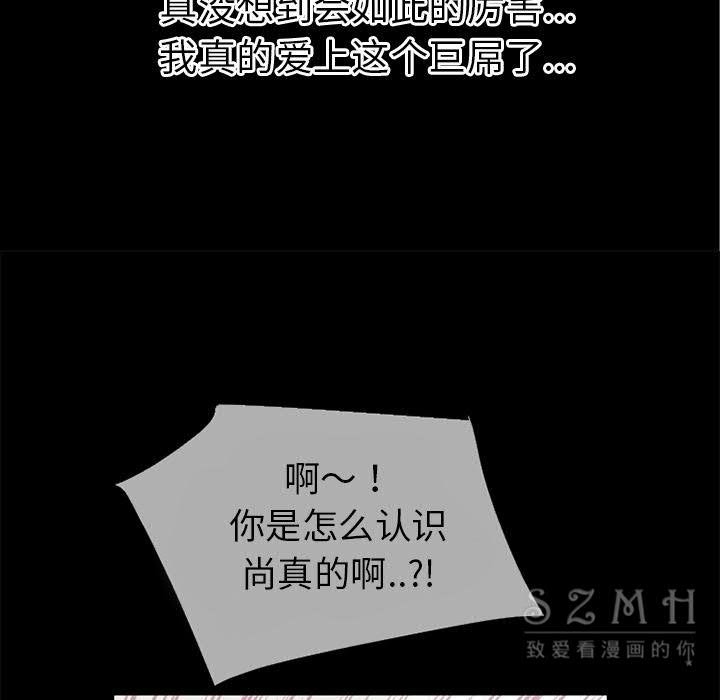 真没想到会如此的厉害...
我真的爱上这个巨屌了...
啊～！
你是怎么认识
尚真的啊..?!
SZMH
致爱看漫画的你